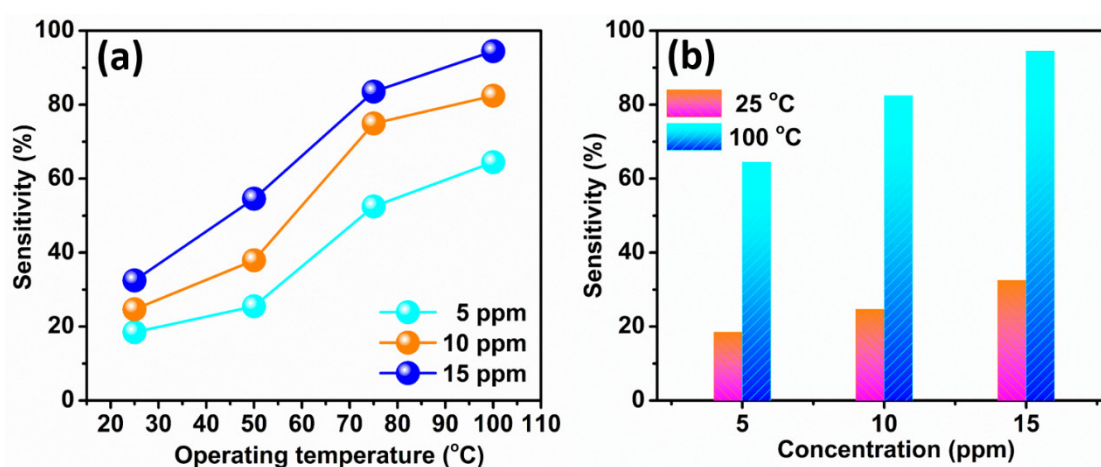 (a)
Sensitivity (%)
100
80
60
40
20
0
5 ppm
10 ppm
15 ppm
20 30 40 50 60 70 80 90 100 110
Operating temperature (°C)
(b)
Sensitivity (%)
100
80
60
40
20
0
25 °C
100 °C
5 10 15
Concentration (ppm)